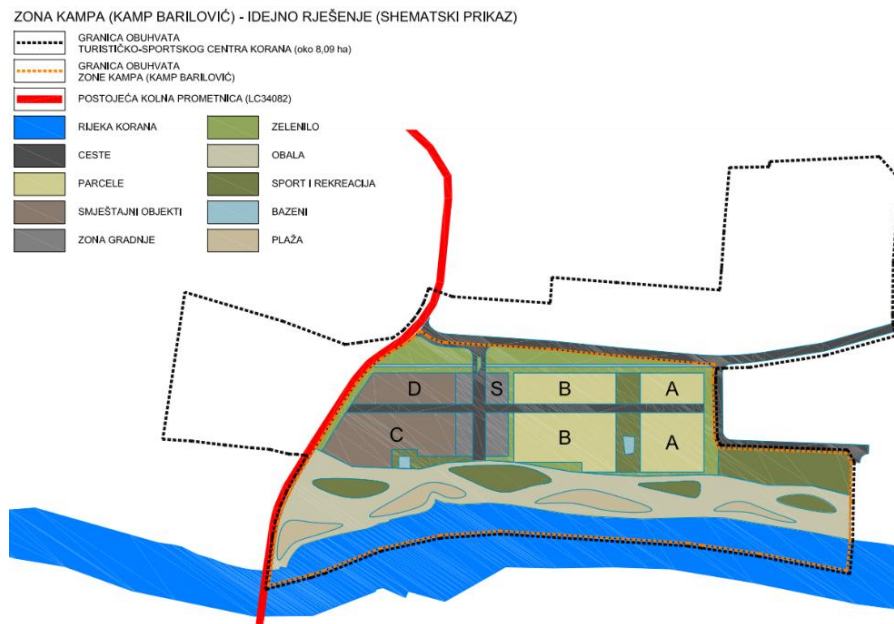 ZONA KAMPA (KAMP BARILOVIĆ) - IDEJNO RJEŠENJE (SHEMATSKI PRIKAZ)
GRANICA OBUHVATA
TURISTIČKO-SPORTSKOG CENTRA KORANA (oko 8,09 ha)
GRANICA OBUHVATA
ZONE KAMPA (KAMP BARILOVIĆ)
POSTOJEĆA KOLNA PROMETNICA (LC34082)
RIJEKA KORANA
ZELENILO
CESTE
OBALA
PARCELE
SPORT I REKREACIJA
SMJEŠTAJNI OBJEKTI
BAZENI
ZONA GRADNJE
PLAŽA
D
S
B
A
C
B
A